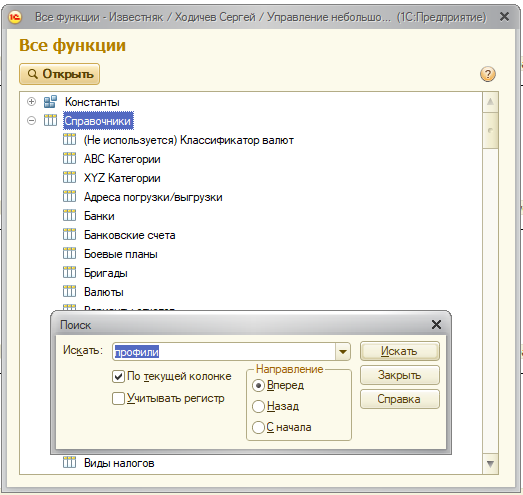 Все функции - Известняк / Ходичев Сергей / Управление небольшо... (1С:Предприятие)
Все функции
Открыть
?
Константы
Справочники
(Не используется) Классификатор валют
ABC Категории
XYZ Категории
Адреса погрузки/выгрузки
Банки
Банковские счета
Боевые планы
Бригады
Валюты
Поиск
Искать: профили
Искать
По текущей колонке
Учитывать регистр
Направление
Вперед
Назад
С начала
Закрыть
Справка
Виды налогов